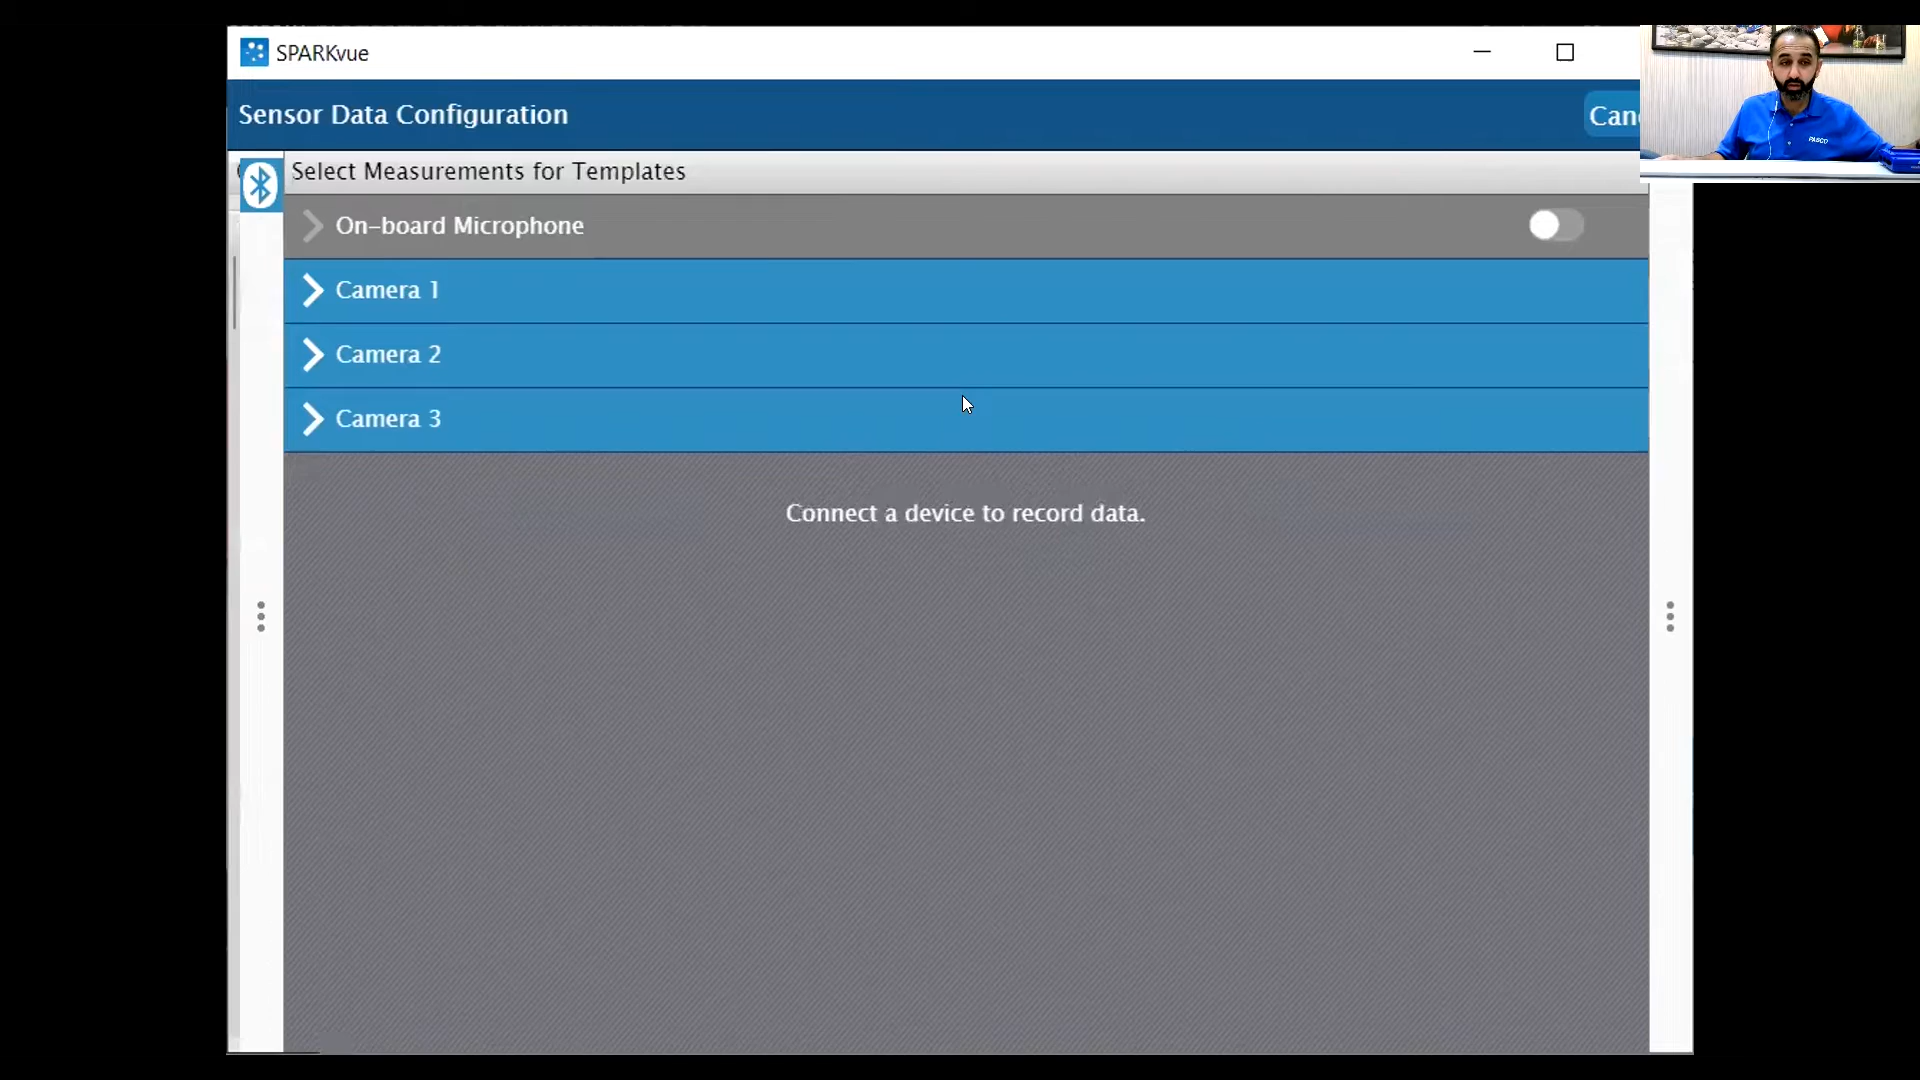 SPARKvue
Sensor Data Configuration
Select Measurements for Templates
On-board Microphone
Camera 1
Camera 2
Camera 3
Connect a device to record data.
PASCO